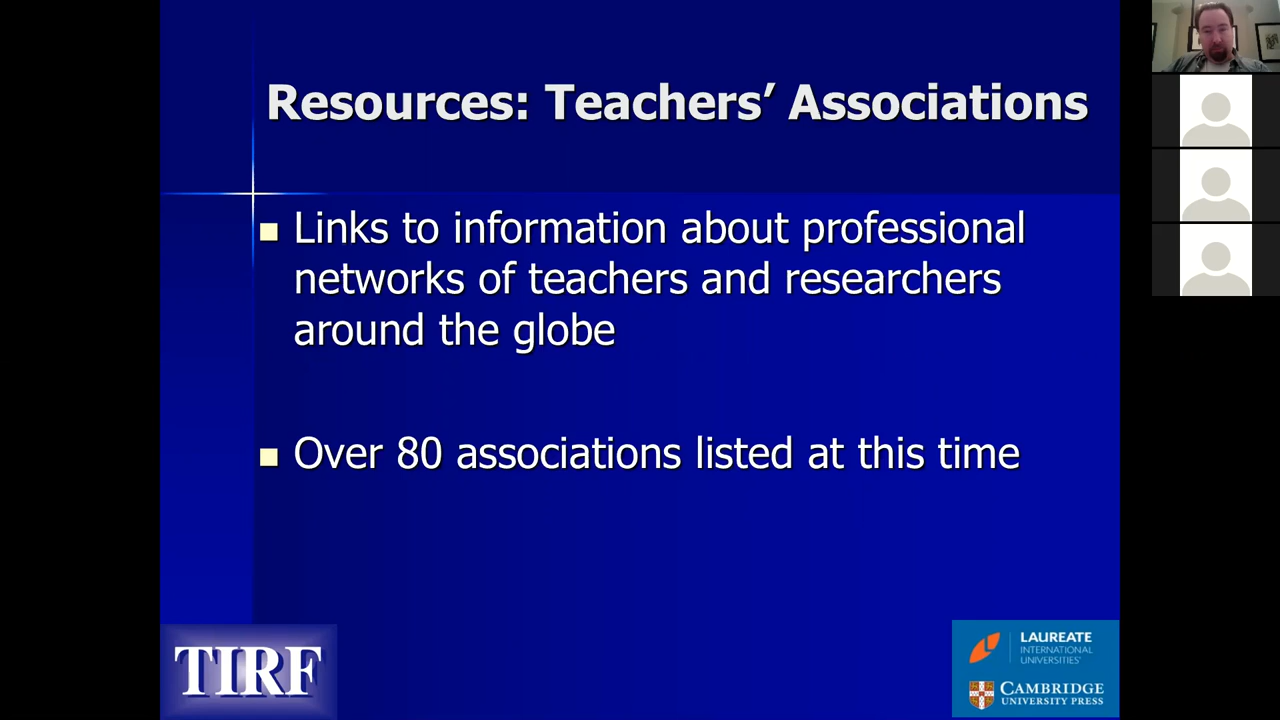 Resources: Teachers’ Associations
Links to information about professional
networks of teachers and researchers
around the globe
Over 80 associations listed at this time
TIRF
LAUREATE
INTERNATIONAL
UNIVERSITIES
CAMBRIDGE
UNIVERSITY PRESS